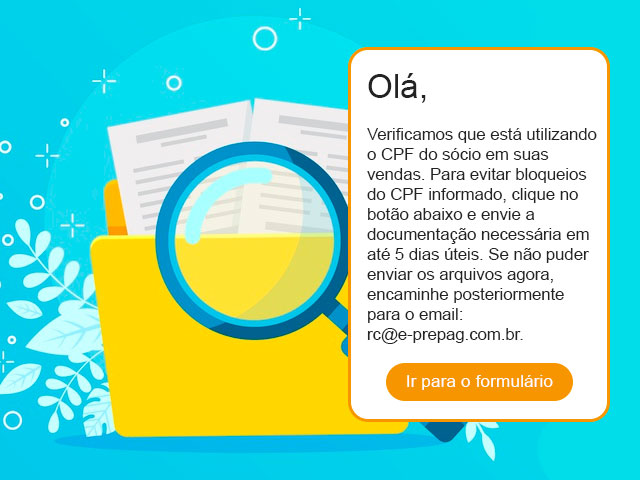 Olá,
Verificamos que está utilizando
o CPF do sócio em suas
vendas. Para evitar bloqueios
do CPF informado, clique no
botão abaixo e envie a
documentação necessária em
até 5 dias úteis. Se não puder
enviar os arquivos agora,
encaminhe posteriormente
para o email:
rc@e-prepag.com.br.
Ir para o formulário